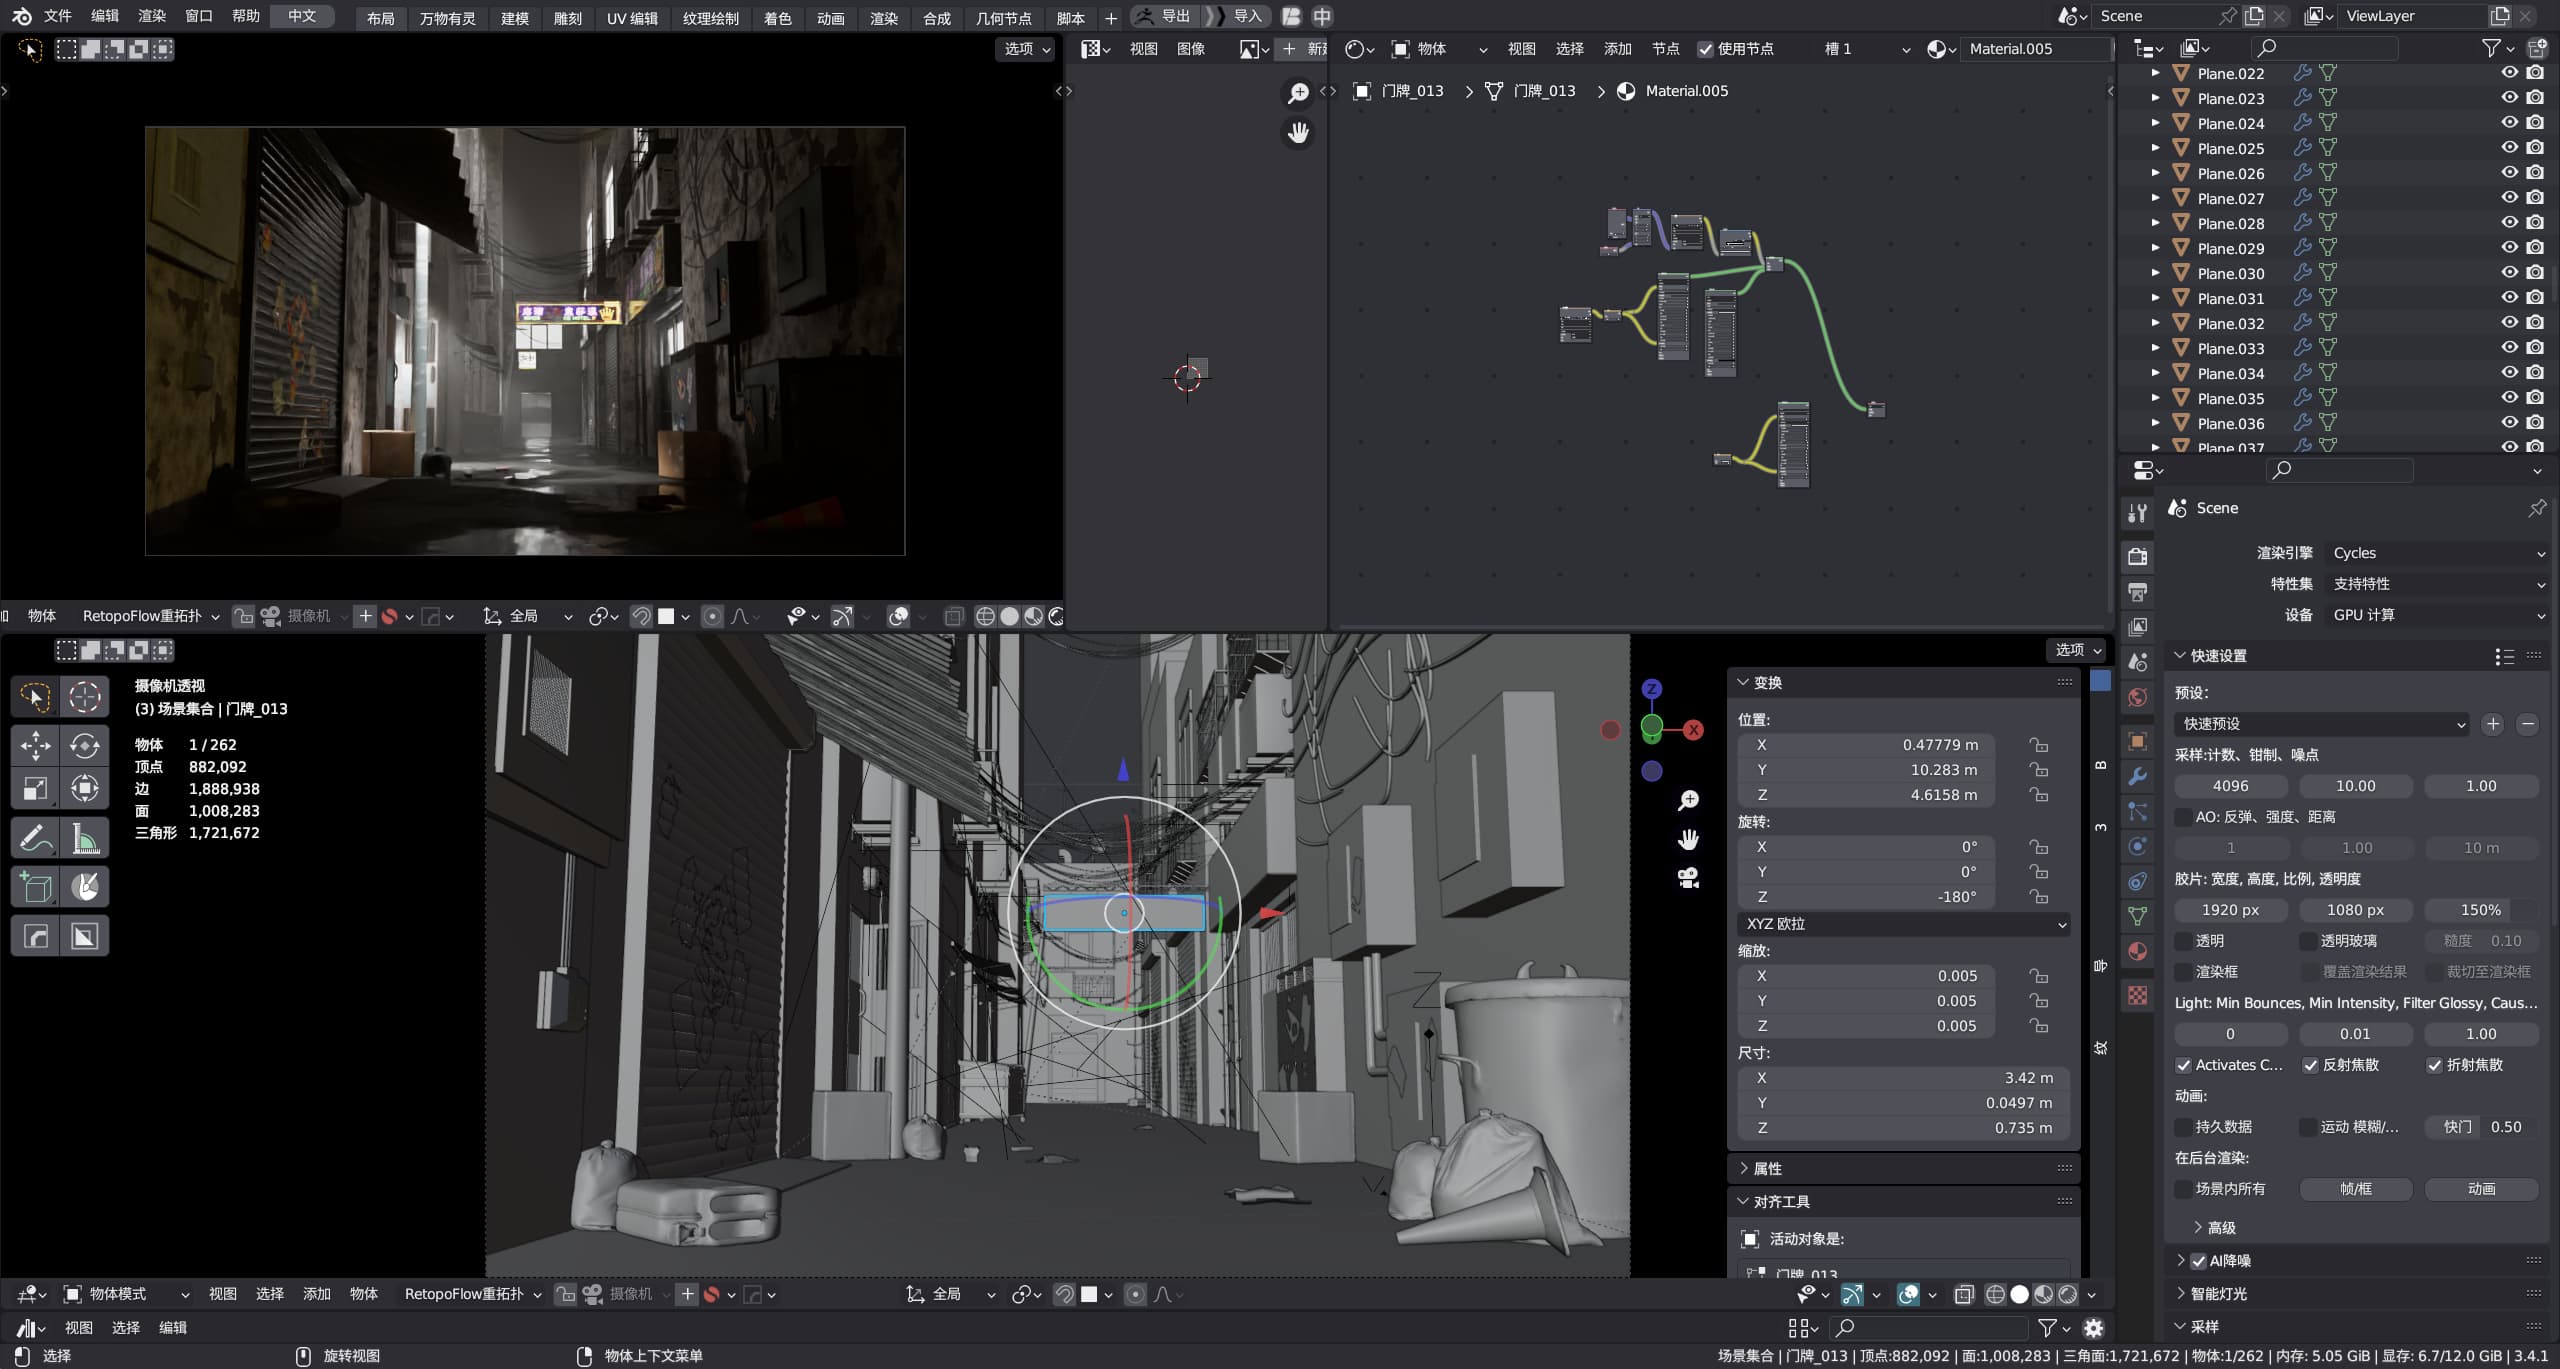 文件 编辑 渲染 窗口 帮助 中文 布局 万物有灵 建模 雕刻 UV 编辑 纹理绘制 着色 动画 渲染 合成 几何节点 脚本 + 导出 导入 中 Scene ViewLayer
选项
视图 图像 + 新建
物体 视图 选择 添加 节点 使用节点 槽 1 Material.005
门牌_013 > 门牌_013 > Material.005
Plane.022
Plane.023
Plane.024
Plane.025
Plane.026
Plane.027
Plane.028
Plane.029
Plane.030
Plane.031
Plane.032
Plane.033
Plane.034
Plane.035
Plane.036
Plane.037
物体 RetopoFlow重拓扑 摄像机 全局
选项
摄像机透视
(3) 场景集合 | 门牌_013
物体 1 / 262
顶点 882,092
边 1,888,938
面 1,008,283
三角形 1,721,672
Z
X
变换
位置:
X 0.47779 m
Y 10.283 m
Z 4.6158 m
旋转:
X 0°
Y 0°
Z -180°
XYZ 欧拉
缩放:
X 0.005
Y 0.005
Z 0.005
尺寸:
X 3.42 m
Y 0.0497 m
Z 0.735 m
属性
对齐工具
活动对象是:
门牌_013
B
3
导
纹
物体模式 视图 选择 添加 物体 RetopoFlow重拓扑 摄像机 全局
视图 选择 编辑
选择 旋转视图 物体上下文菜单
Scene
渲染引擎 Cycles
特性集 支持特性
设备 GPU 计算
快速设置
预设:
快速预设
采样:计数、钳制、噪点
4096 10.00 1.00
AO: 反弹、强度、距离
1 1.00 10 m
胶片: 宽度, 高度, 比例, 透明度
1920 px 1080 px 150%
透明 透明玻璃 糙度 0.10
渲染框 覆盖渲染结果 裁切至渲染框
Light: Min Bounces, Min Intensity, Filter Glossy, Caus...
0 0.01 1.00
Activates C... 反射焦散 折射焦散
动画:
持久数据 运动 模糊/... 快门 0.50
在后台渲染:
场景内所有 帧/框 动画
高级
AI降噪
智能灯光
采样
场景集合 | 门牌_013 | 顶点:882,092 | 面:1,008,283 | 三角面:1,721,672 | 物体:1/262 | 内存: 5.05 GiB | 显存: 6.7/12.0 GiB | 3.4.1